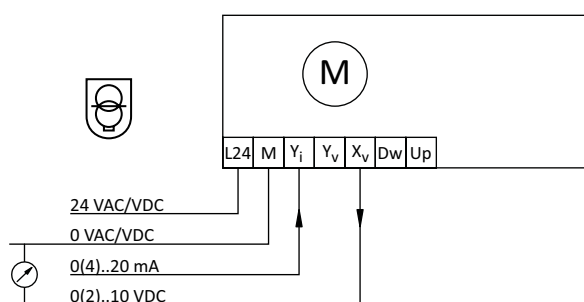 M
L24 M Yi Yv Xv Dw Up
24 VAC/VDC
0 VAC/VDC
0(4)..20 mA
0(2)..10 VDC